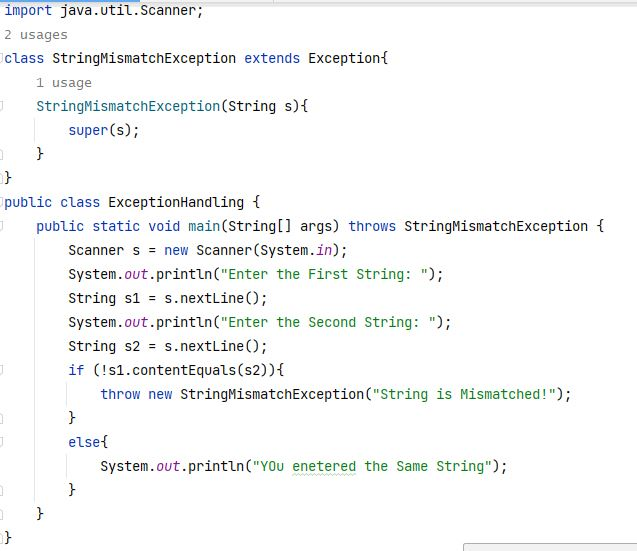 import java.util.Scanner;
2 usages
class StringMismatchException extends Exception{
1 usage
StringMismatchException(String s){
super(s);
}
}
public class ExceptionHandling {
public static void main(String[] args) throws StringMismatchException {
Scanner s = new Scanner(System.in);
System.out.println("Enter the First String: ");
String s1 = s.nextLine();
System.out.println("Enter the Second String: ");
String s2 = s.nextLine();
if (!s1.contentEquals(s2)){
throw new StringMismatchException("String is Mismatched!");
}
else{
System.out.println("YOu enetered the Same String");
}
}
}